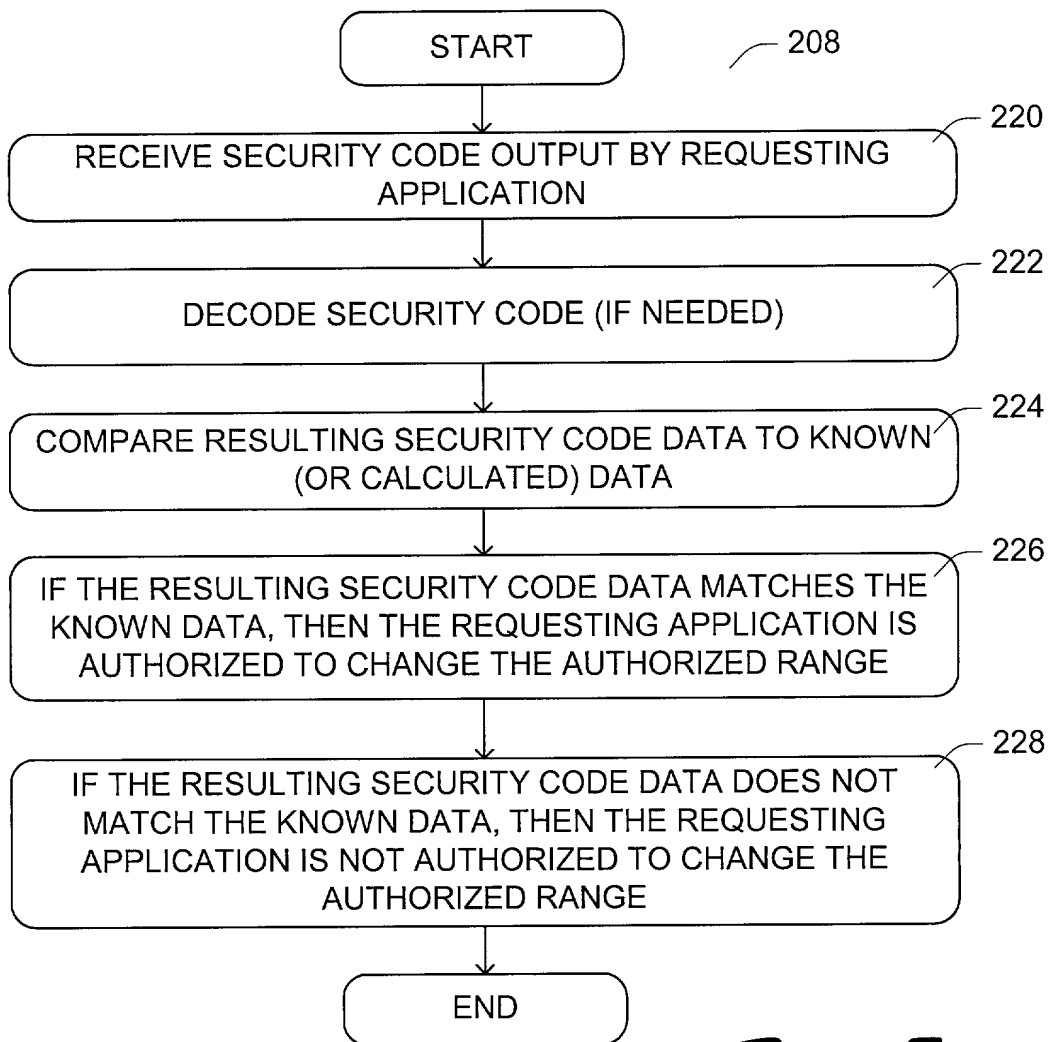 START
208
220
RECEIVE SECURITY CODE OUTPUT BY REQUESTING
APPLICATION
222
DECODE SECURITY CODE (IF NEEDED)
224
COMPARE RESULTING SECURITY CODE DATA TO KNOWN
(OR CALCULATED) DATA
226
IF THE RESULTING SECURITY CODE DATA MATCHES THE
KNOWN DATA, THEN THE REQUESTING APPLICATION IS
AUTHORIZED TO CHANGE THE AUTHORIZED RANGE
228
IF THE RESULTING SECURITY CODE DATA DOES NOT
MATCH THE KNOWN DATA, THEN THE REQUESTING
APPLICATION IS NOT AUTHORIZED TO CHANGE THE
AUTHORIZED RANGE
END